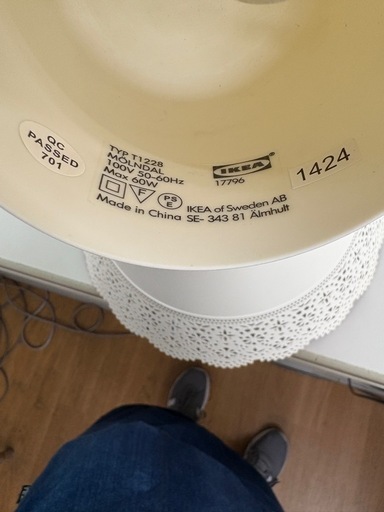 QC
PASSED
701
TYP T1228
MÖLNDAL
100V 50-60Hz
Max 60W
F
PS
E
Made in China
IKEA
17796
IKEA of Sweden AB
SE- 343 81 Älmhult
1424